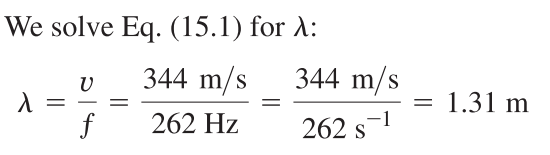 We solve Eq. (15.1) for λ:
λ = v/f = 344 m/s / 262 Hz = 344 m/s / 262 s⁻¹ = 1.31 m